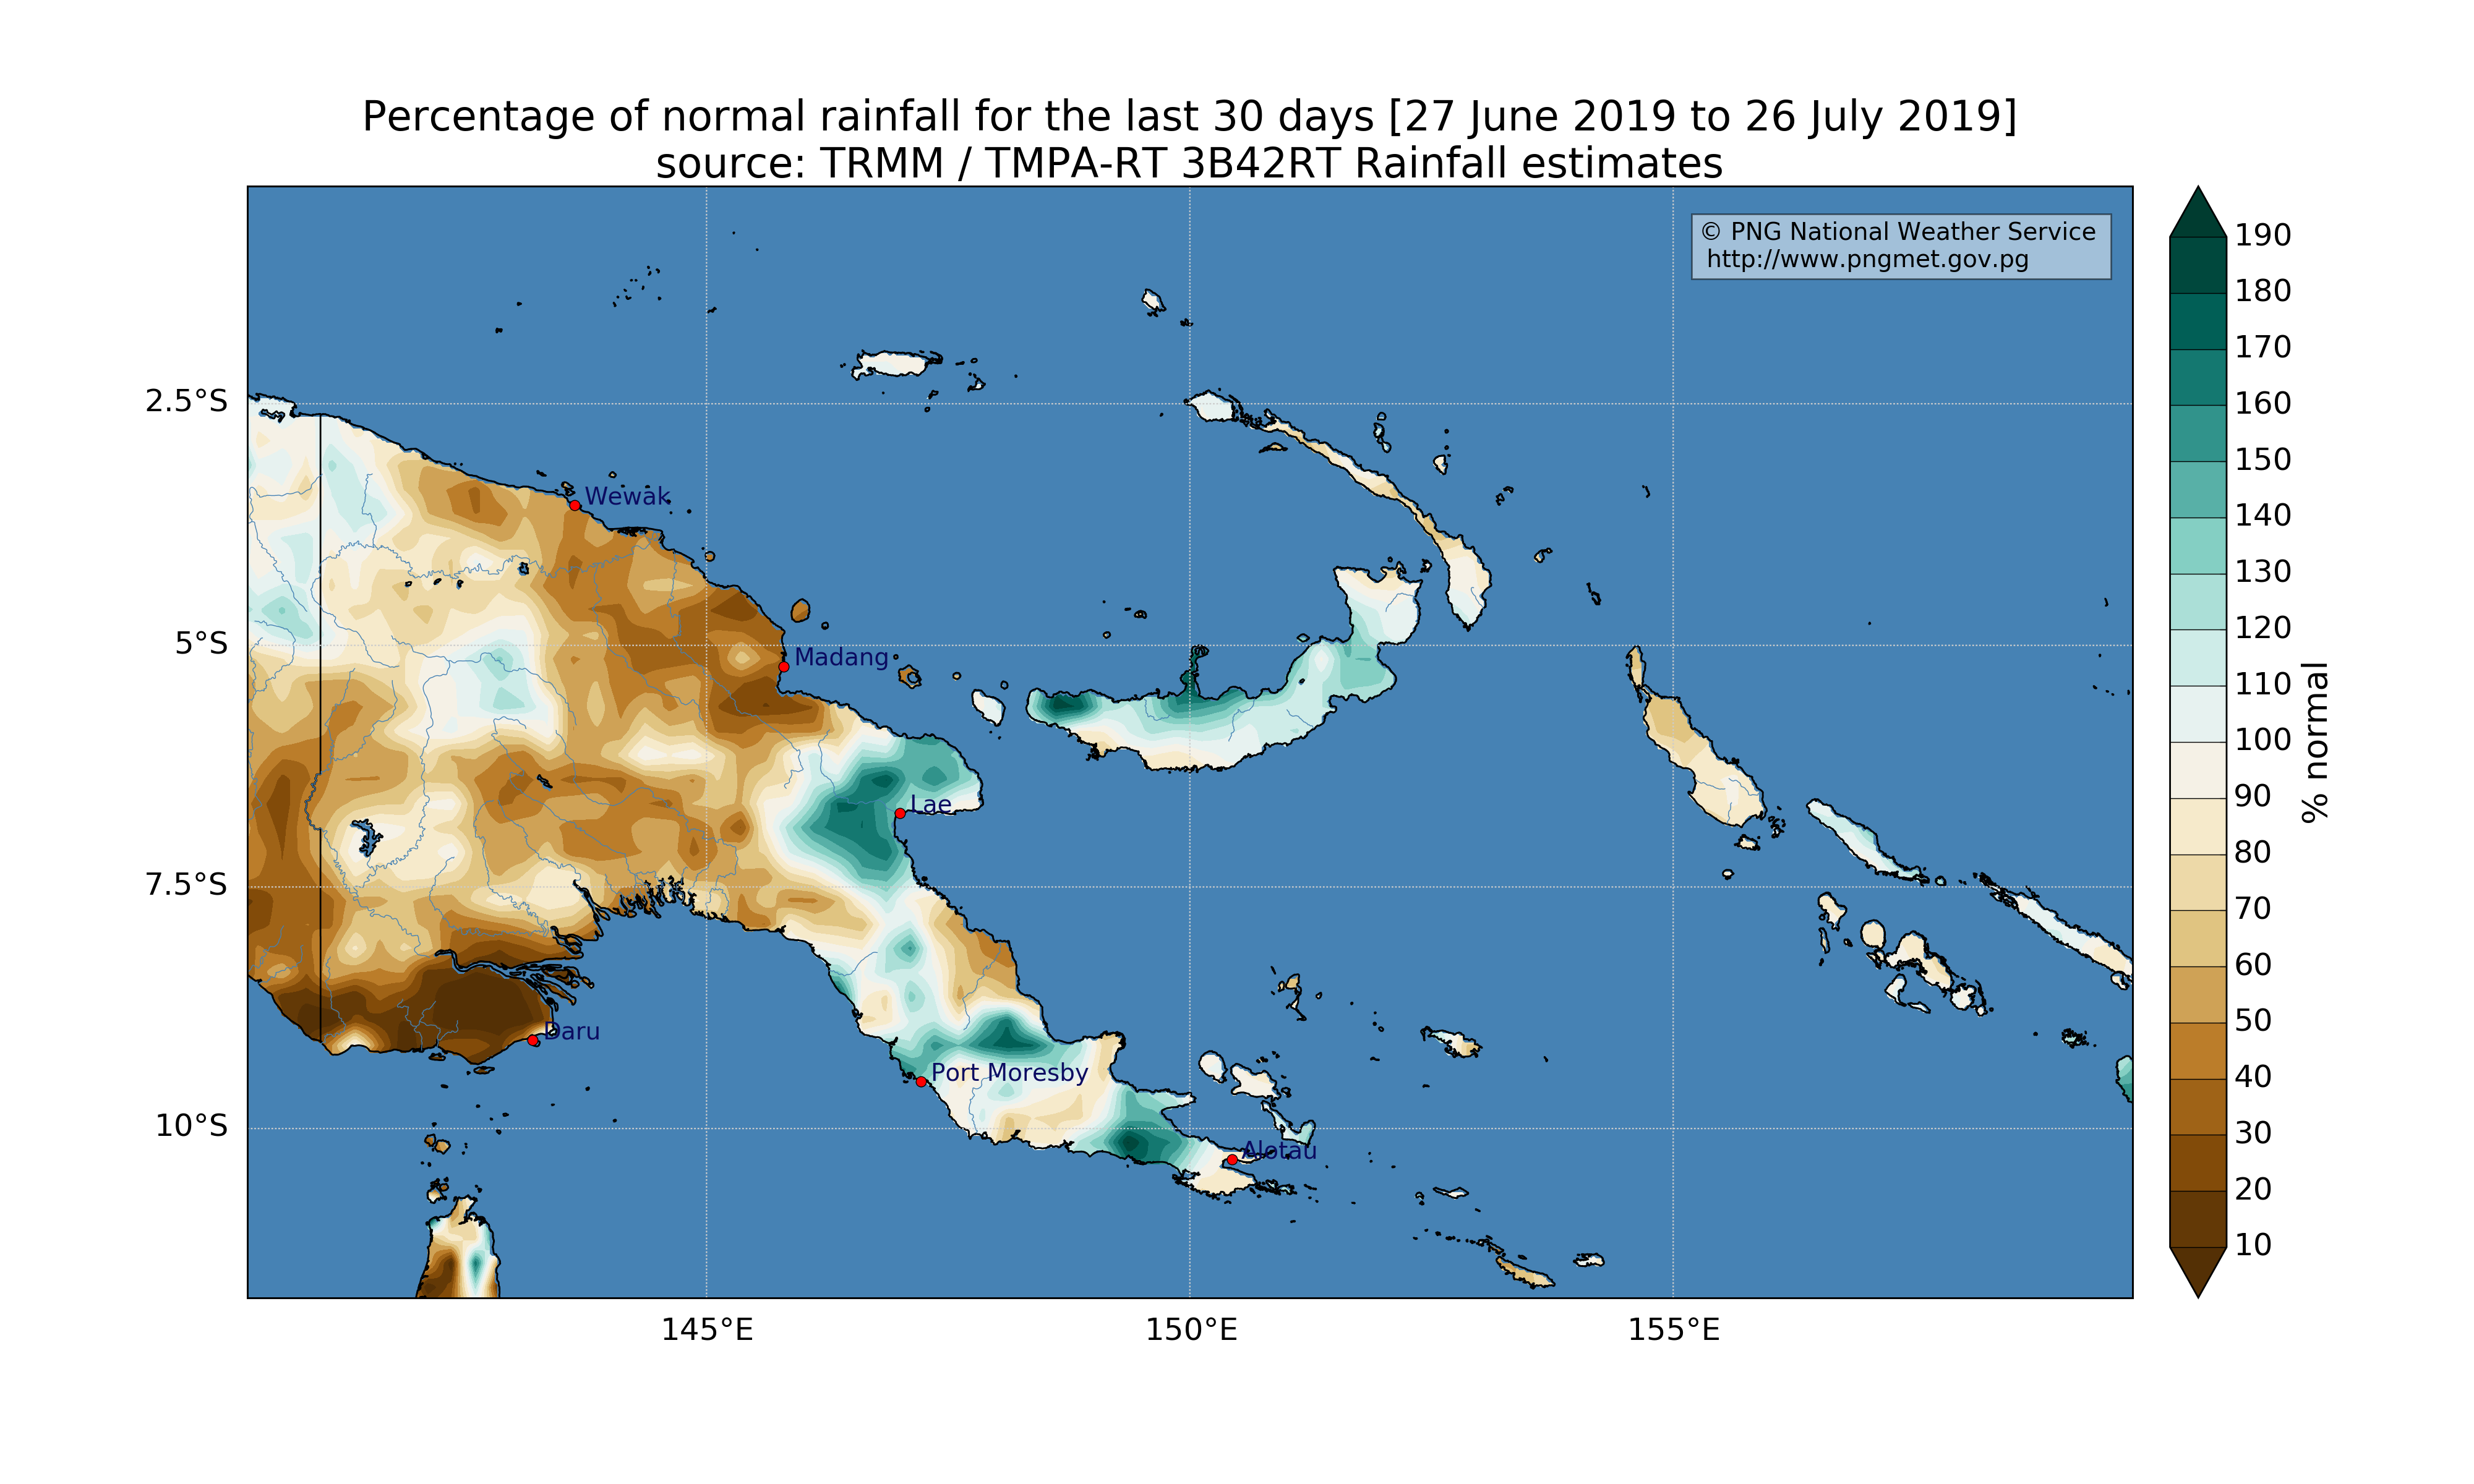 Percentage of normal rainfall for the last 30 days [27 June 2019 to 26 July 2019]
source: TRMM / TMPA-RT 3B42RT Rainfall estimates
© PNG National Weather Service
http://www.pngmet.gov.pg
2.5°S
5°S
7.5°S
10°S
Wewak
Madang
Lae
Daru
Port Moresby
Alotau
145°E
150°E
155°E
190
180
170
160
150
140
130
120
110
100
90
80
70
60
50
40
30
20
10
% normal